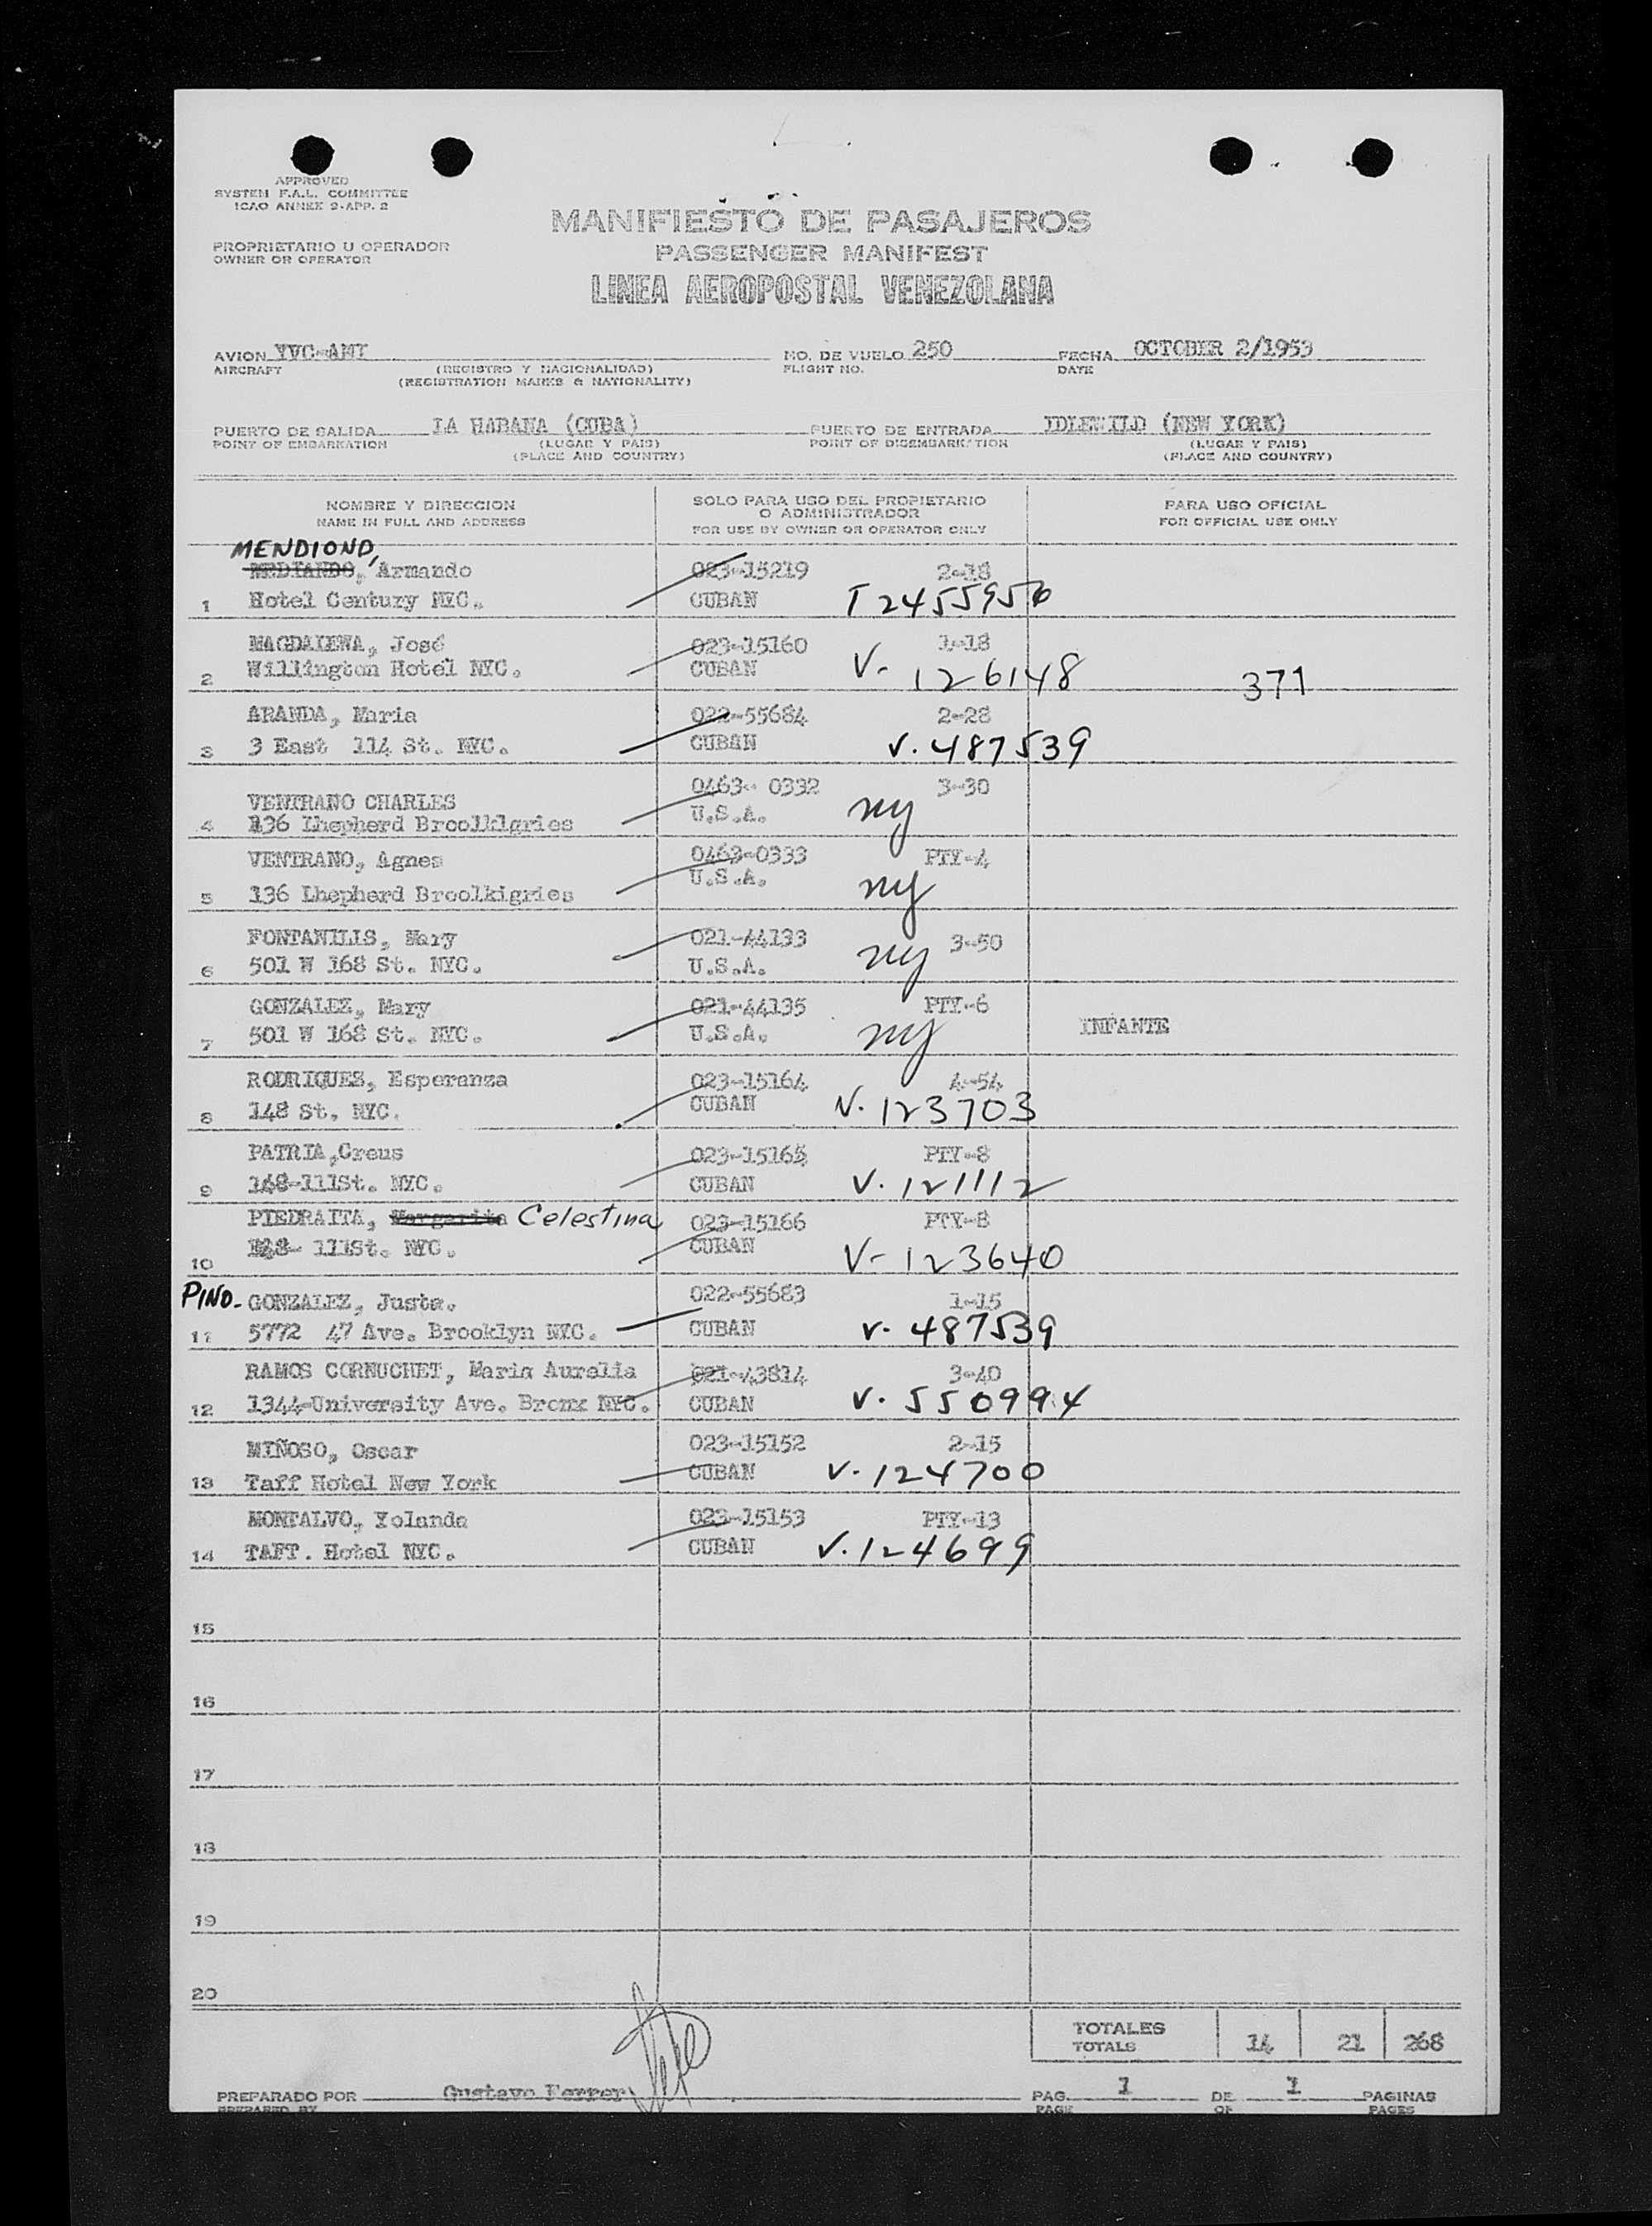 APPROVED
SYSTEM F.A.L. COMMITTEE
ICAO ANNEX 9-APP. 2
MANIFIESTO DE PASAJEROS
PROPRIETARIO U OPERADOR
OWNER OR OPERATOR
PASSENGER MANIFEST
LINEA AEROPOSTAL VENEZOLANA
AVION YVC-AMY NO. DE VUELO 250 FECHA OCTOBER 2/1953
AIRCRAFT (REGISTRO Y NACIONALIDAD) FLIGHT NO. DATE
(REGISTRATION MARKS & NATIONALITY)
PUERTO DE SALIDA LA HABANA (CUBA) PUERTO DE ENTRADA IDLEWILD (NEW YORK)
POINT OF EMBARKATION (LUGAR Y PAIS) POINT OF DISEMBARKATION (LUGAR Y PAIS)
(PLACE AND COUNTRY) (PLACE AND COUNTRY)
NOMBRE Y DIRECCION SOLO PARA USO DEL PROPIETARIO O ADMINISTRADOR PARA USO OFICIAL
NAME IN FULL AND ADDRESS FOR USE BY OWNER OR OPERATOR ONLY FOR OFFICIAL USE ONLY
MENDIOND,
MEDIANDO, Armando 023-15219 2-18
1 Hotel Century NYC. CUBAN T 2455956
MAGDALENA, José 023-15160 1-18
2 Willington Hotel NYC. CUBAN V- 126148 371
ARANDA, Maria 022-55684 2-28
3 3 East 114 St. NYC. CUBAN V. 487539
VENTRANO CHARLES 0463- 0332 3-30
4 136 Lhepherd Broolklgries U.S.A. ny
VENTRANO, Agnes 0463-0333 PTY-4
5 136 Lhepherd Broolkigries U.S.A. ny
FONTANILLS, Mary 021-44133 3-50
6 501 W 168 St. NYC. U.S.A. ny
GONZALEZ, Mary 021-44135 PTY-6
7 501 W 168 St. NYC. U.S.A. ny INFANTE
RODRIQUES, Esperanza 023-15164 4-54
8 148 St, NYC. CUBAN V. 123703
PATRIA,Creus 023-15165 PTY-8
9 148-111St. NYC. CUBAN V. 121112
PIEDRAITA, Margarita Celestina 023-15166 PTY-8
10 148- 111St. NYC. CUBAN V- 123640
PINO- GONZALEZ, Justa. 022-55683 1-15
11 5772 47 Ave. Brooklyn NYC. CUBAN V- 487539
RAMOS CORNUCHET, Maria Aurelia 021-43814 3-40
12 1344-University Ave. Bronx NYC. CUBAN V. 550994
MIÑOSO, Oscar 023-15152 2-15
13 Taff Hotel New York CUBAN V. 124700
MONTALVO, Yolanda 023-15153 PTY-13
14 TAFT. Hotel NYC. CUBAN V. 124699
15
16
17
18
19
20
TOTALES
TOTALS 14 21 268
PREPARADO POR Gustavo Ferrer PAG. 1 DE 1 PAGINAS
PREPARED BY PAGE OF PAGES